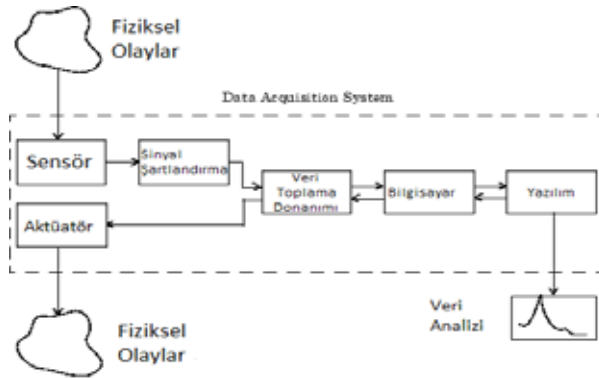 Fiziksel
Olaylar
Data Acquisition System
Sensör
Sinyal
Şartlandırma
Veri
Toplama
Donanımı
Bilgisayar
Yazılım
Aktüatör
Veri
Analizi
Fiziksel
Olaylar